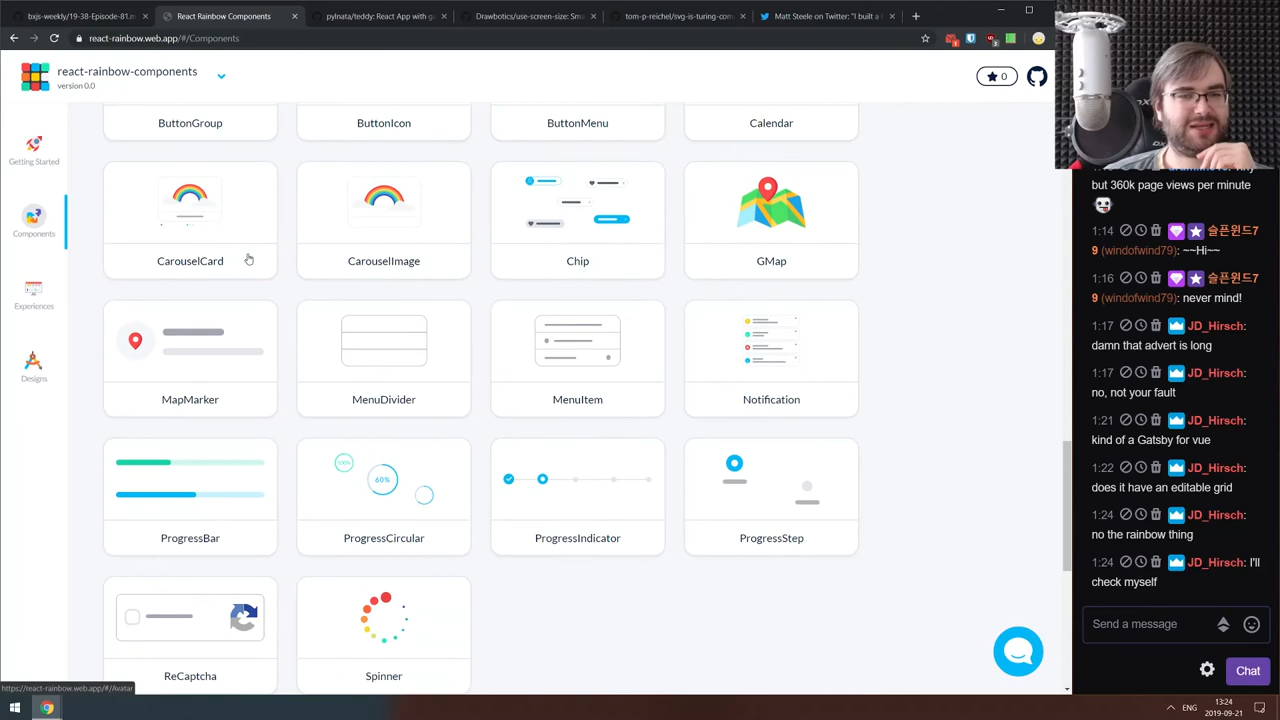 bxjs-weekly/19-38-Episode-81.m
React Rainbow Components
pylnata/teddy: React App with g
Drawbotics/use-screen-size: Sma
tom-p-reichel/svg-is-turing-com
Matt Steele on Twitter: "I built a
react-rainbow.web.app/#/Components
react-rainbow-components
version 0.0
0
Getting Started
Components
Experiences
Designs
ButtonGroup
ButtonIcon
ButtonMenu
Calendar
CarouselCard
CarouselImage
Chip
GMap
MapMarker
MenuDivider
MenuItem
Notification
100%
60%
ProgressBar
ProgressCircular
ProgressIndicator
ProgressStep
ReCaptcha
Spinner
https://react-rainbow.web.app/#/Avatar
but 360k page views per minute
1:14 슬픈윈드7
9 (windofwind79): ~~Hi~~
1:16 슬픈윈드7
9 (windofwind79): never mind!
1:17 JD_Hirsch:
damn that advert is long
1:17 JD_Hirsch:
no, not your fault
1:21 JD_Hirsch:
kind of a Gatsby for vue
1:22 JD_Hirsch:
does it have an editable grid
1:24 JD_Hirsch:
no the rainbow thing
1:24 JD_Hirsch: I'll
check myself
Send a message
Chat
ENG
13:24
2019-09-21